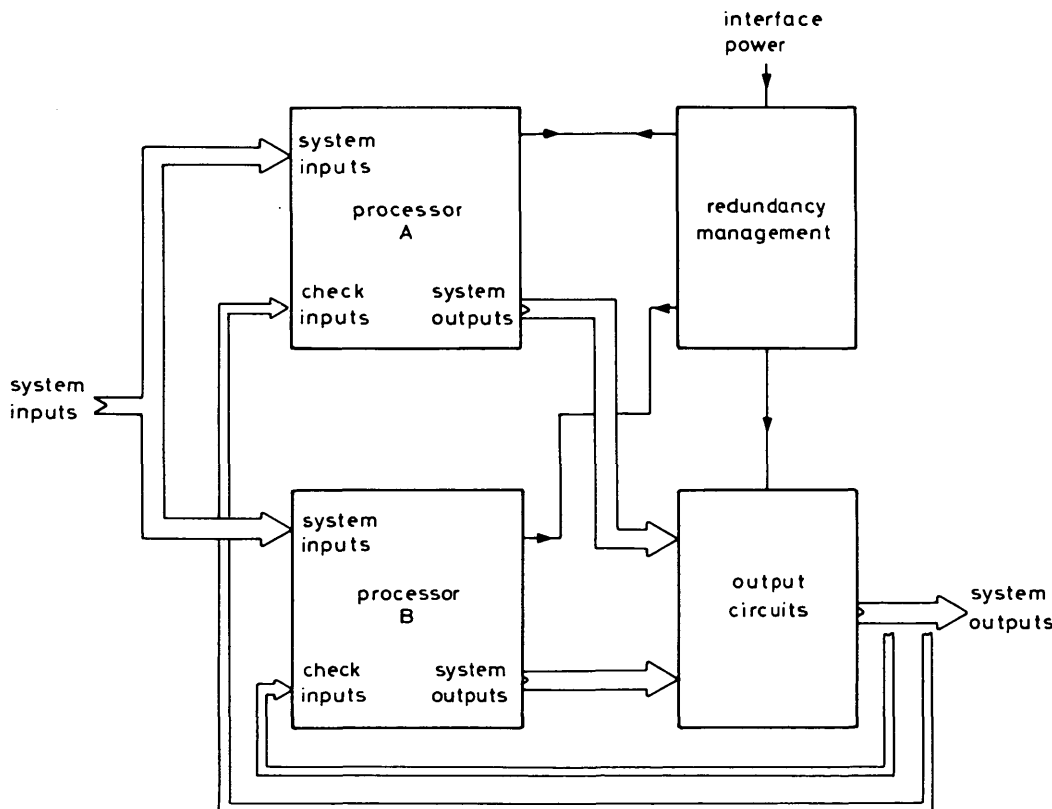 interface
power
system
inputs
processor
A
check
inputs
system
outputs
redundancy
management
system
inputs
system
inputs
processor
B
check
inputs
system
outputs
output
circuits
system
outputs